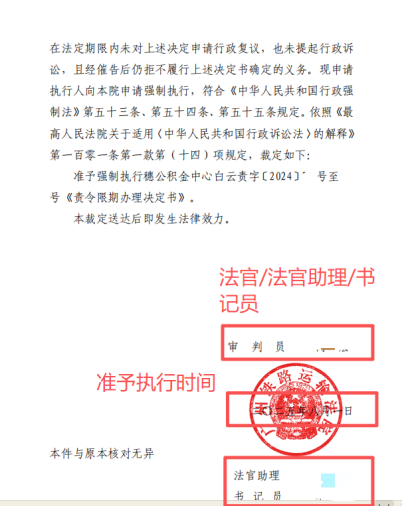 在法定期限内未对上述决定申请行政复议，也未提起行政诉
讼，且经催告后仍拒不履行上述决定书确定的义务。现申请
执行人向本院申请强制执行，符合《中华人民共和国行政强
制法》第五十三条、第五十四条、第五十五条规定。依照《最
高人民法院关于适用〈中华人民共和国行政诉讼法〉的解释》
第一百零一条第一款第（十四）项规定，裁定如下：
准予强制执行穗公积金中心白云责字〔2024〕 号至
号《责令限期办理决定书》。
本裁定送达后即发生法律效力。
法官/法官助理/书
记员
审 判 员
准予执行时间
铁路运输法院
二〇二五年八月 日
本件与原本核对无异
法官助理
书 记 员